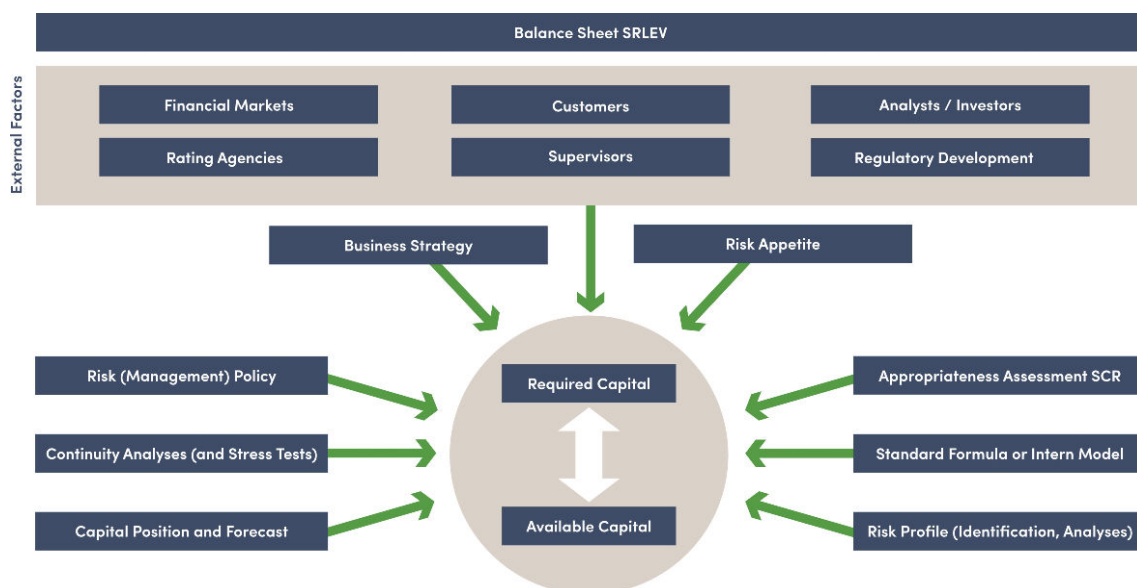 Balance Sheet SRLEV
External Factors
Financial Markets
Customers
Analysts / Investors
Rating Agencies
Supervisors
Regulatory Development
Business Strategy
Risk Appetite
Risk (Management) Policy
Required Capital
Appropriateness Assessment SCR
Continuity Analyses (and Stress Tests)
Standard Formula or Intern Model
Capital Position and Forecast
Available Capital
Risk Profile (Identification, Analyses)